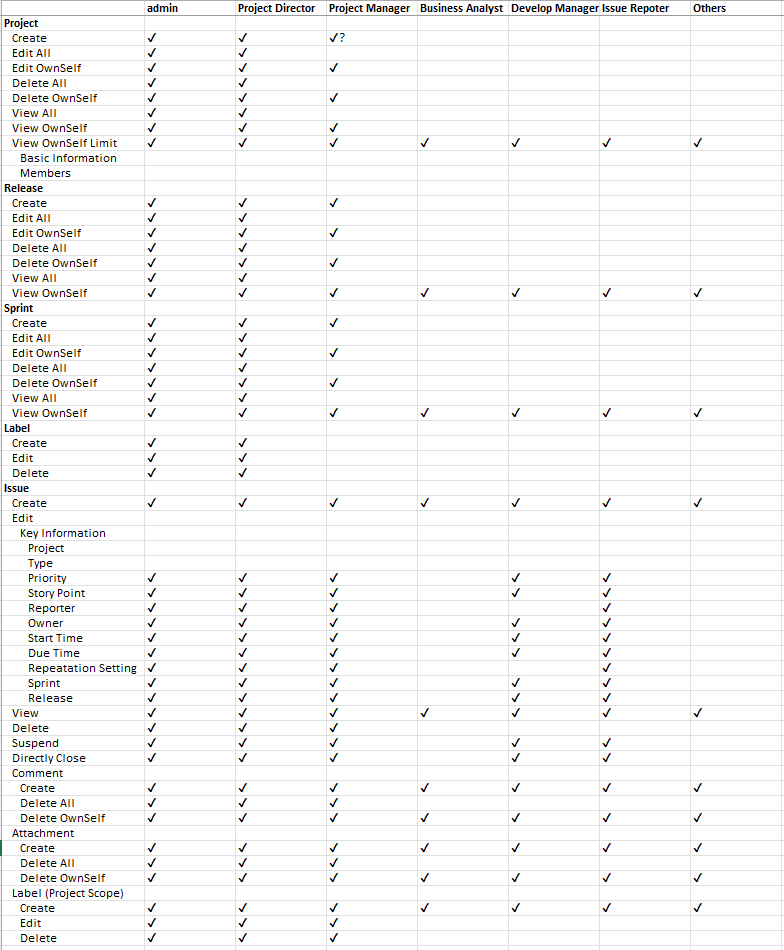 admin Project Director Project Manager Business Analyst Develop Manager Issue Repoter Others
Project
Create ✓ ✓ ✓?
Edit All ✓ ✓
Edit OwnSelf ✓ ✓ ✓
Delete All ✓ ✓
Delete OwnSelf ✓ ✓ ✓
View All ✓ ✓
View OwnSelf ✓ ✓ ✓
View OwnSelf Limit ✓ ✓ ✓ ✓ ✓ ✓ ✓
Basic Information
Members
Release
Create ✓ ✓ ✓
Edit All ✓ ✓
Edit OwnSelf ✓ ✓ ✓
Delete All ✓ ✓
Delete OwnSelf ✓ ✓ ✓
View All ✓ ✓
View OwnSelf ✓ ✓ ✓ ✓ ✓ ✓ ✓
Sprint
Create ✓ ✓ ✓
Edit All ✓ ✓
Edit OwnSelf ✓ ✓ ✓
Delete All ✓ ✓
Delete OwnSelf ✓ ✓ ✓
View All ✓ ✓
View OwnSelf ✓ ✓ ✓ ✓ ✓ ✓ ✓
Label
Create ✓ ✓
Edit ✓ ✓
Delete ✓ ✓
Issue
Create ✓ ✓ ✓ ✓ ✓ ✓ ✓
Edit
Key Information
Project
Type
Priority ✓ ✓ ✓ ✓ ✓
Story Point ✓ ✓ ✓ ✓ ✓
Reporter ✓ ✓ ✓ ✓
Owner ✓ ✓ ✓ ✓ ✓
Start Time ✓ ✓ ✓ ✓ ✓
Due Time ✓ ✓ ✓ ✓ ✓
Repeatation Setting ✓ ✓ ✓ ✓
Sprint ✓ ✓ ✓ ✓ ✓
Release ✓ ✓ ✓ ✓ ✓
View ✓ ✓ ✓ ✓ ✓ ✓ ✓
Delete ✓ ✓ ✓
Suspend ✓ ✓ ✓ ✓ ✓
Directly Close ✓ ✓ ✓ ✓ ✓
Comment
Create ✓ ✓ ✓ ✓ ✓ ✓ ✓
Delete All ✓ ✓ ✓
Delete OwnSelf ✓ ✓ ✓ ✓ ✓ ✓ ✓
Attachment
Create ✓ ✓ ✓ ✓ ✓ ✓ ✓
Delete All ✓ ✓ ✓
Delete OwnSelf ✓ ✓ ✓ ✓ ✓ ✓ ✓
Label (Project Scope)
Create ✓ ✓ ✓ ✓ ✓ ✓ ✓
Edit ✓ ✓ ✓
Delete ✓ ✓ ✓